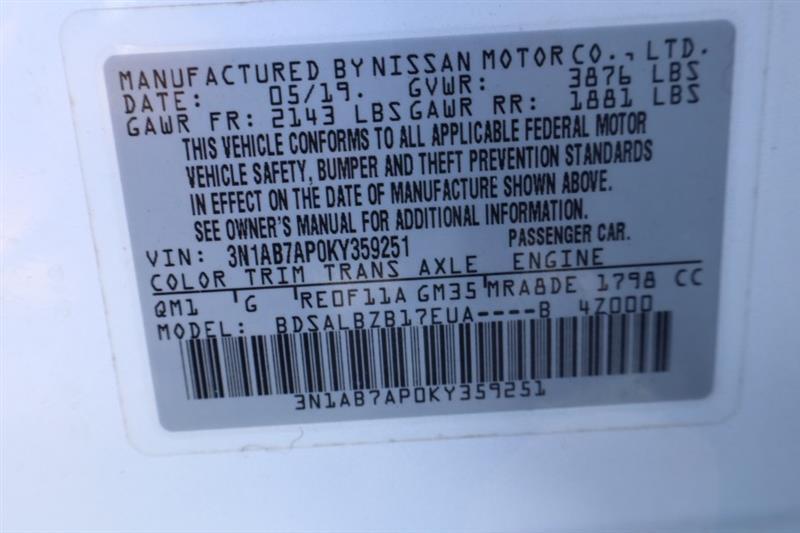 MANUFACTURED BY NISSAN MOTOR CO., LTD.
DATE: 05/19. GVWR: 3876 LBS
GAWR FR: 2143 LBS GAWR RR: 1881 LBS
THIS VEHICLE CONFORMS TO ALL APPLICABLE FEDERAL MOTOR
VEHICLE SAFETY, BUMPER AND THEFT PREVENTION STANDARDS
IN EFFECT ON THE DATE OF MANUFACTURE SHOWN ABOVE.
SEE OWNER'S MANUAL FOR ADDITIONAL INFORMATION.
VIN: 3N1AB7AP0KY359251 PASSENGER CAR.
COLOR TRIM TRANS AXLE ENGINE
QM1 G RE0F11A GM35 MRA8DE 1798 CC
MODEL: BDSALBZB17EUA----B 4Z000
3N1AB7AP0KY359251